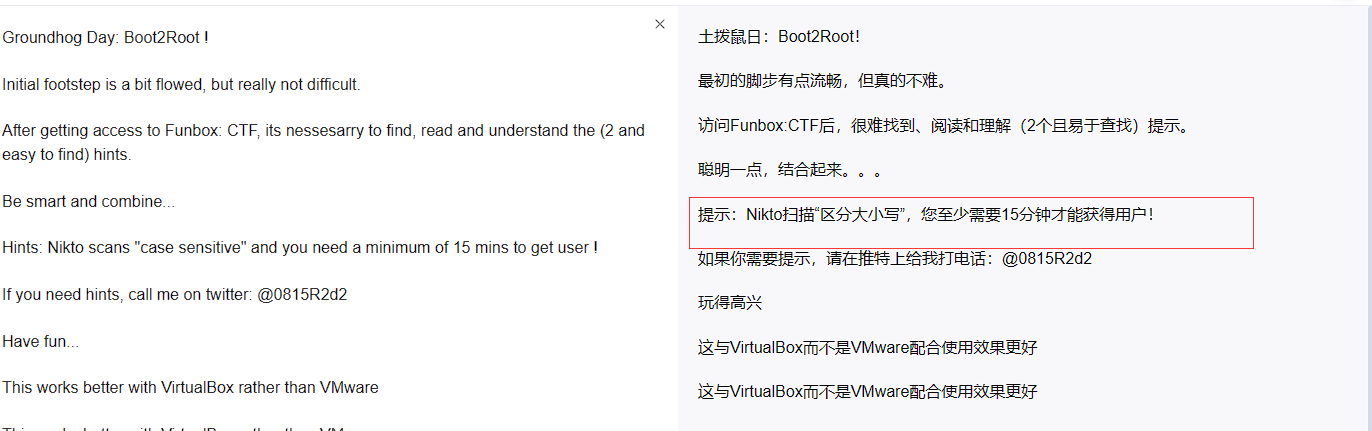 Groundhog Day: Boot2Root !
Initial footstep is a bit flowed, but really not difficult.
After getting access to Funbox: CTF, its nessesarry to find, read and understand the (2 and
easy to find) hints.
Be smart and combine...
Hints: Nikto scans "case sensitive" and you need a minimum of 15 mins to get user !
If you need hints, call me on twitter: @0815R2d2
Have fun...
This works better with VirtualBox rather than VMware
土拨鼠日：Boot2Root！
最初的脚步有点流畅，但真的不难。
访问Funbox:CTF后，很难找到、阅读和理解（2个且易于查找）提示。
聪明一点，结合起来。。。
提示：Nikto扫描“区分大小写”，您至少需要15分钟才能获得用户！
如果你需要提示，请在推特上给我打电话：@0815R2d2
玩得高兴
这与VirtualBox而不是VMware配合使用效果更好
这与VirtualBox而不是VMware配合使用效果更好